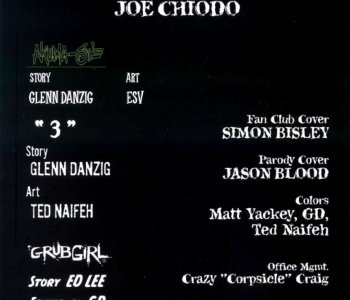 JOE CHIODO
AKUMA-SHE
STORY ART
GLENN DANZIG ESV
"3"
Story
GLENN DANZIG
Art
TED NAIFEH
GRUBGIRL
STORY ED LEE
Fan Club Cover
SIMON BISLEY
Parody Cover
JASON BLOOD
Colors
Matt Yackey, GD,
Ted Naifeh
Office Mgmt.
Crazy "Corpsicle" Craig